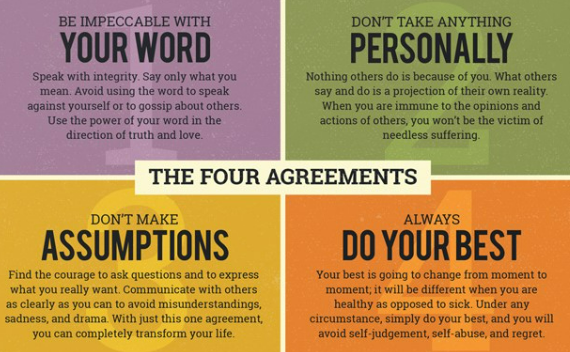 BE IMPECCABLE WITH
YOUR WORD
Speak with integrity. Say only what you
mean. Avoid using the word to speak
against yourself or to gossip about others.
Use the power of your word in the
direction of truth and love.
DON'T TAKE ANYTHING
PERSONALLY
Nothing others do is because of you. What others
say and do is a projection of their own reality.
When you are immune to the opinions and
actions of others, you won't be the victim of
needless suffering.
THE FOUR AGREEMENTS
DON'T MAKE
ASSUMPTIONS
Find the courage to ask questions and to express
what you really want. Communicate with others
as clearly as you can to avoid misunderstandings,
sadness, and drama. With just this one agreement,
you can completely transform your life.
ALWAYS
DO YOUR BEST
Your best is going to change from moment to
moment; it will be different when you are
healthy as opposed to sick. Under any
circumstance, simply do your best, and you will
avoid self-judgement, self-abuse, and regret.
1
2
3
4